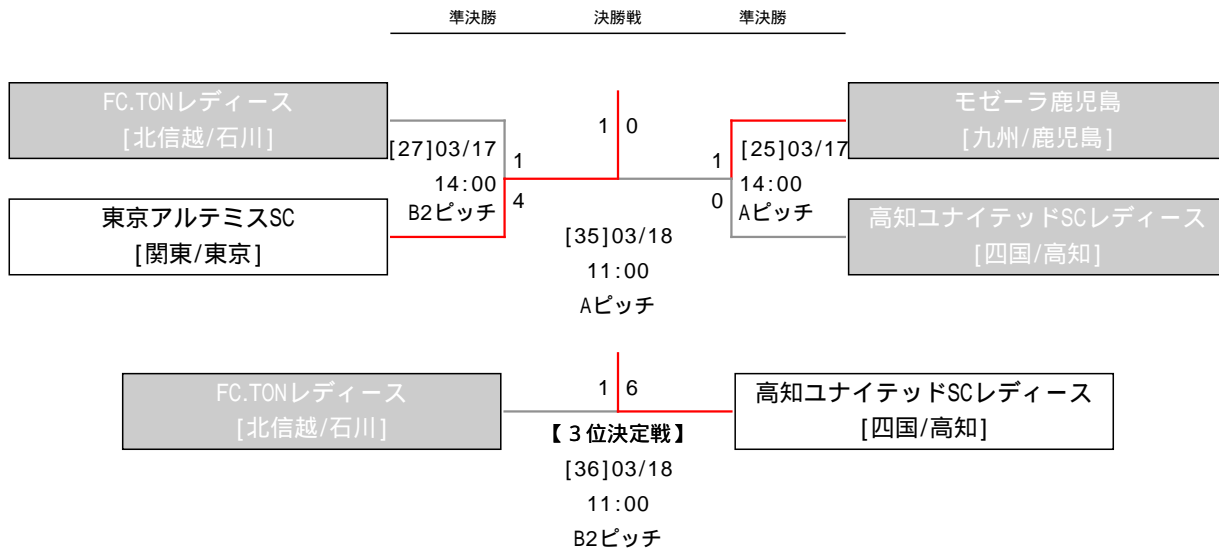 準決勝 決勝戦 準決勝
FC.TONレディース
[北信越/石川]
モゼーラ鹿児島
[九州/鹿児島]
1 0
[27]03/17
14:00
B2ピッチ
1
4
1
0
[25]03/17
14:00
Aピッチ
東京アルテミスSC
[関東/東京]
高知ユナイテッドSCレディース
[四国/高知]
[35]03/18
11:00
Aピッチ
FC.TONレディース
[北信越/石川]
1 6
高知ユナイテッドSCレディース
[四国/高知]
【３位決定戦】
[36]03/18
11:00
B2ピッチ